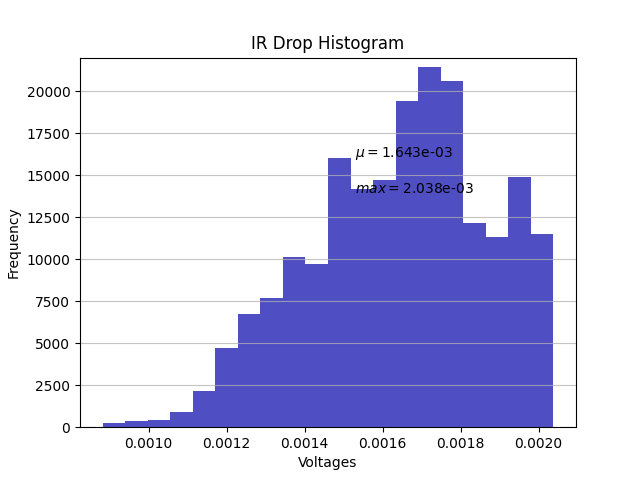 IR Drop Histogram
20000
17500
15000
12500
10000
7500
5000
2500
0
Frequency
μ = 1.643e-03
max = 2.038e-03
0.0010 0.0012 0.0014 0.0016 0.0018 0.0020
Voltages